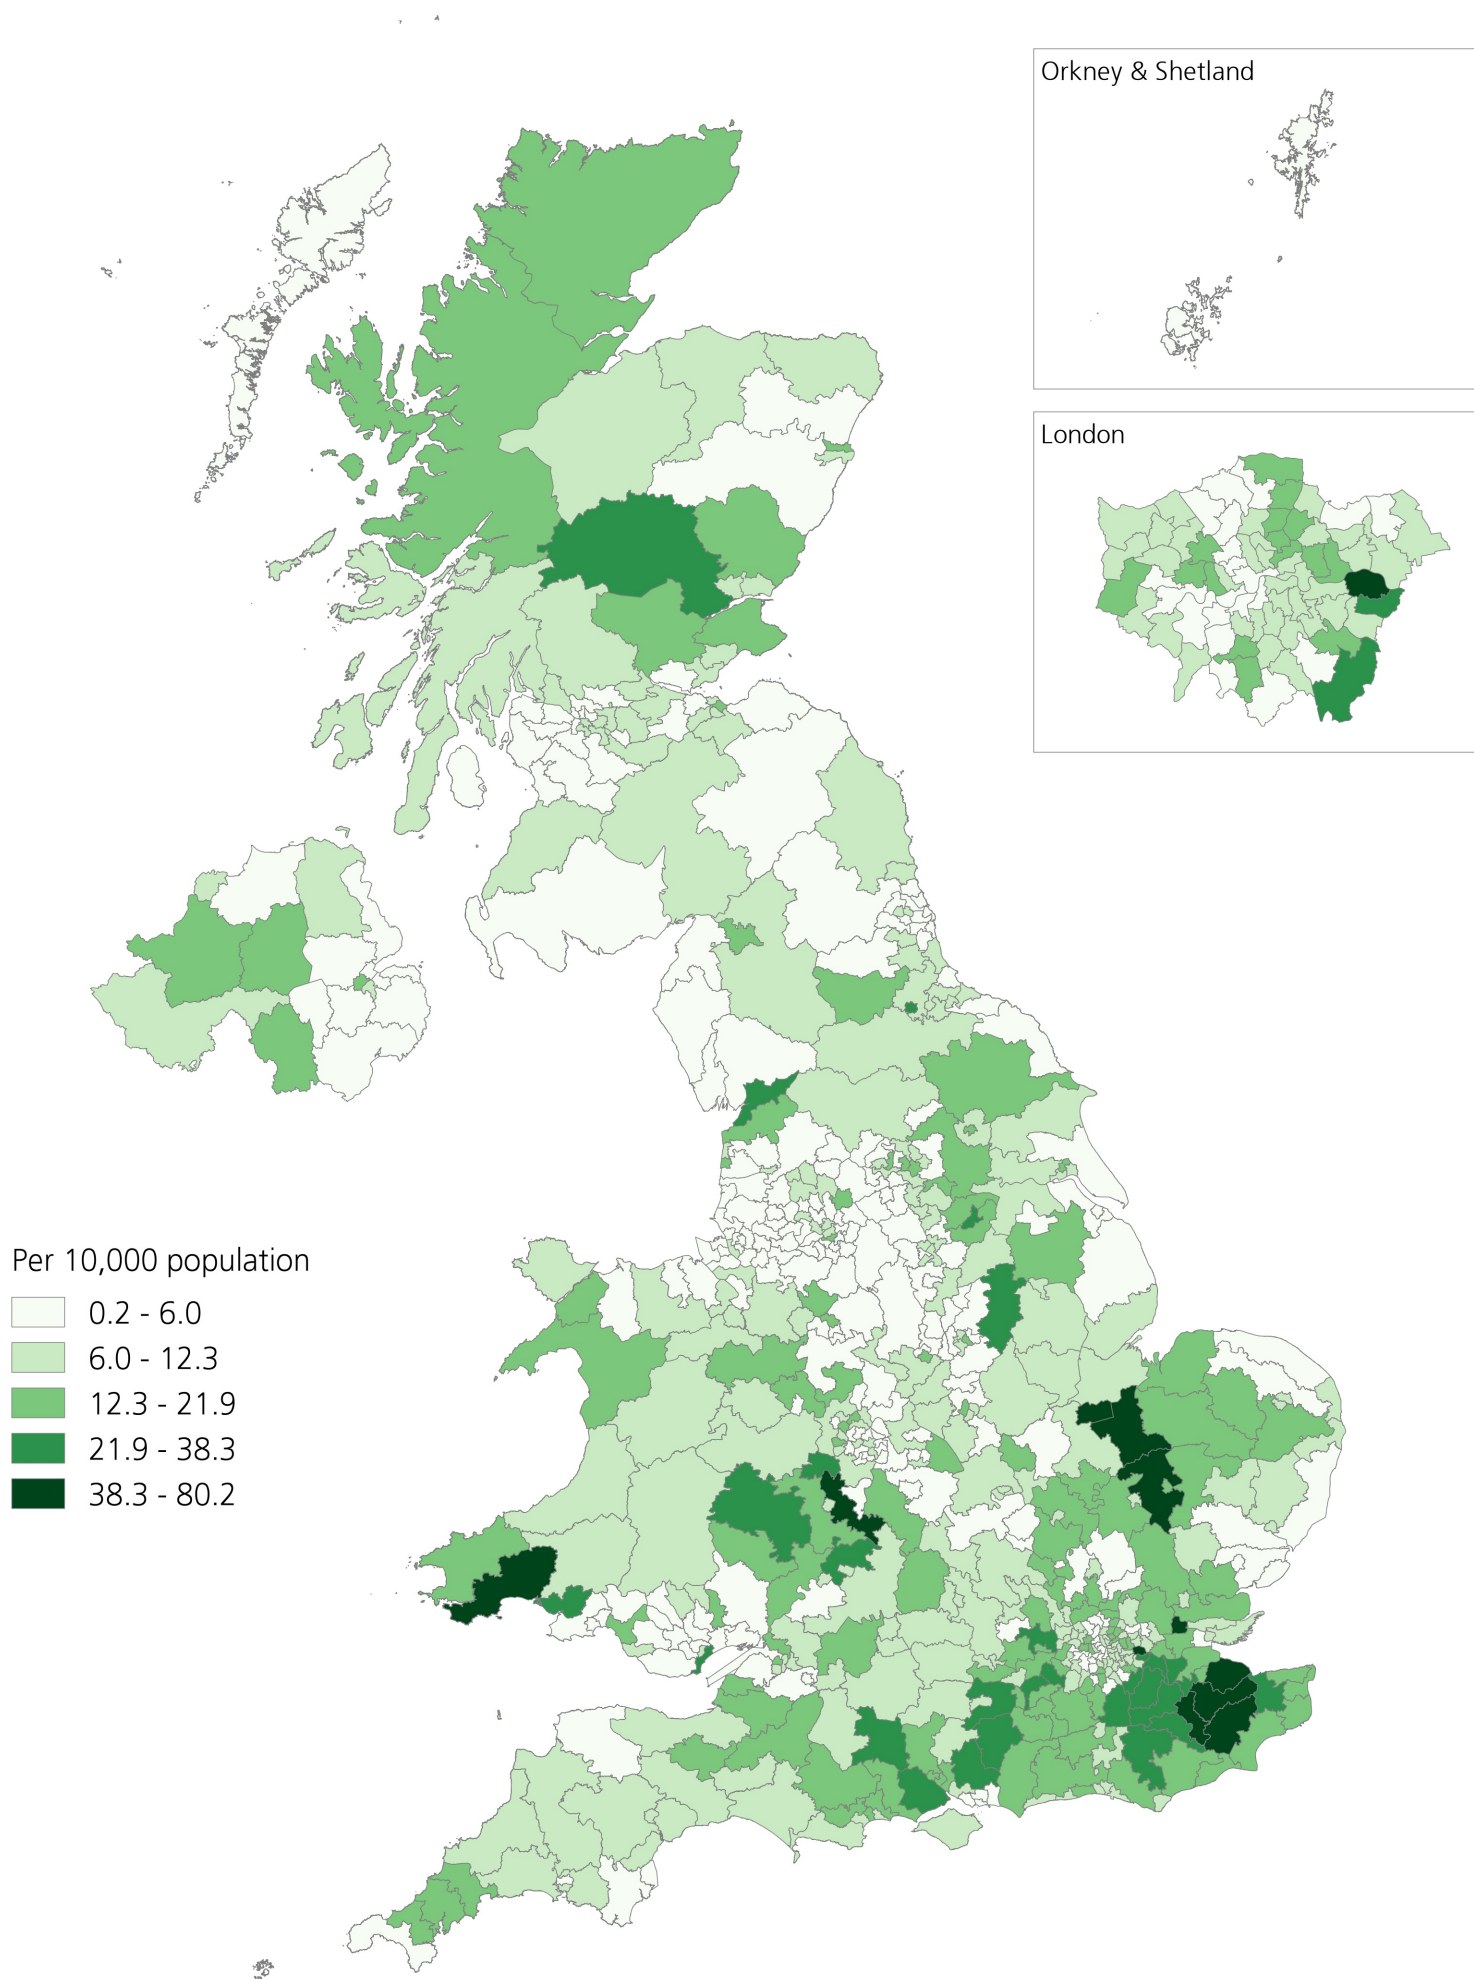 Orkney & Shetland
London
Per 10,000 population
0.2 - 6.0
6.0 - 12.3
12.3 - 21.9
21.9 - 38.3
38.3 - 80.2